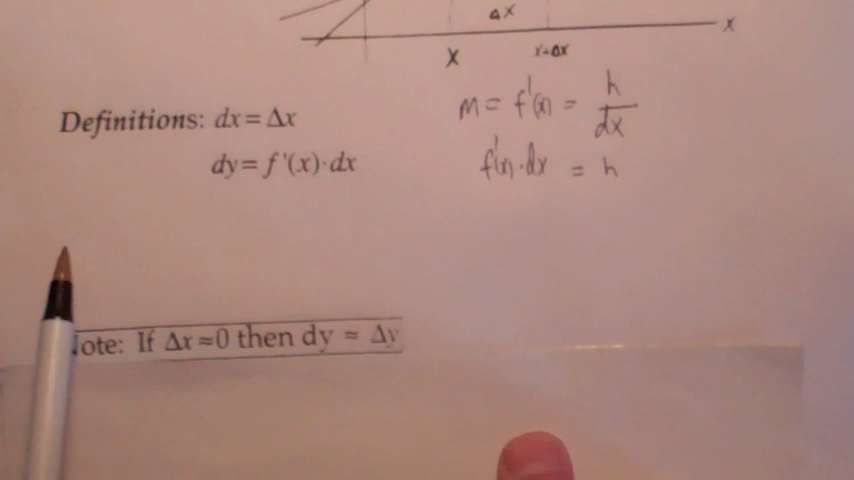 Δx
x
x
x+Δx
Definitions: dx = Δx
dy = f '(x)·dx
m = f'(x) = h/dx
f'(x)·dx = h
Note: If Δx ≈ 0 then dy ≈ Δy